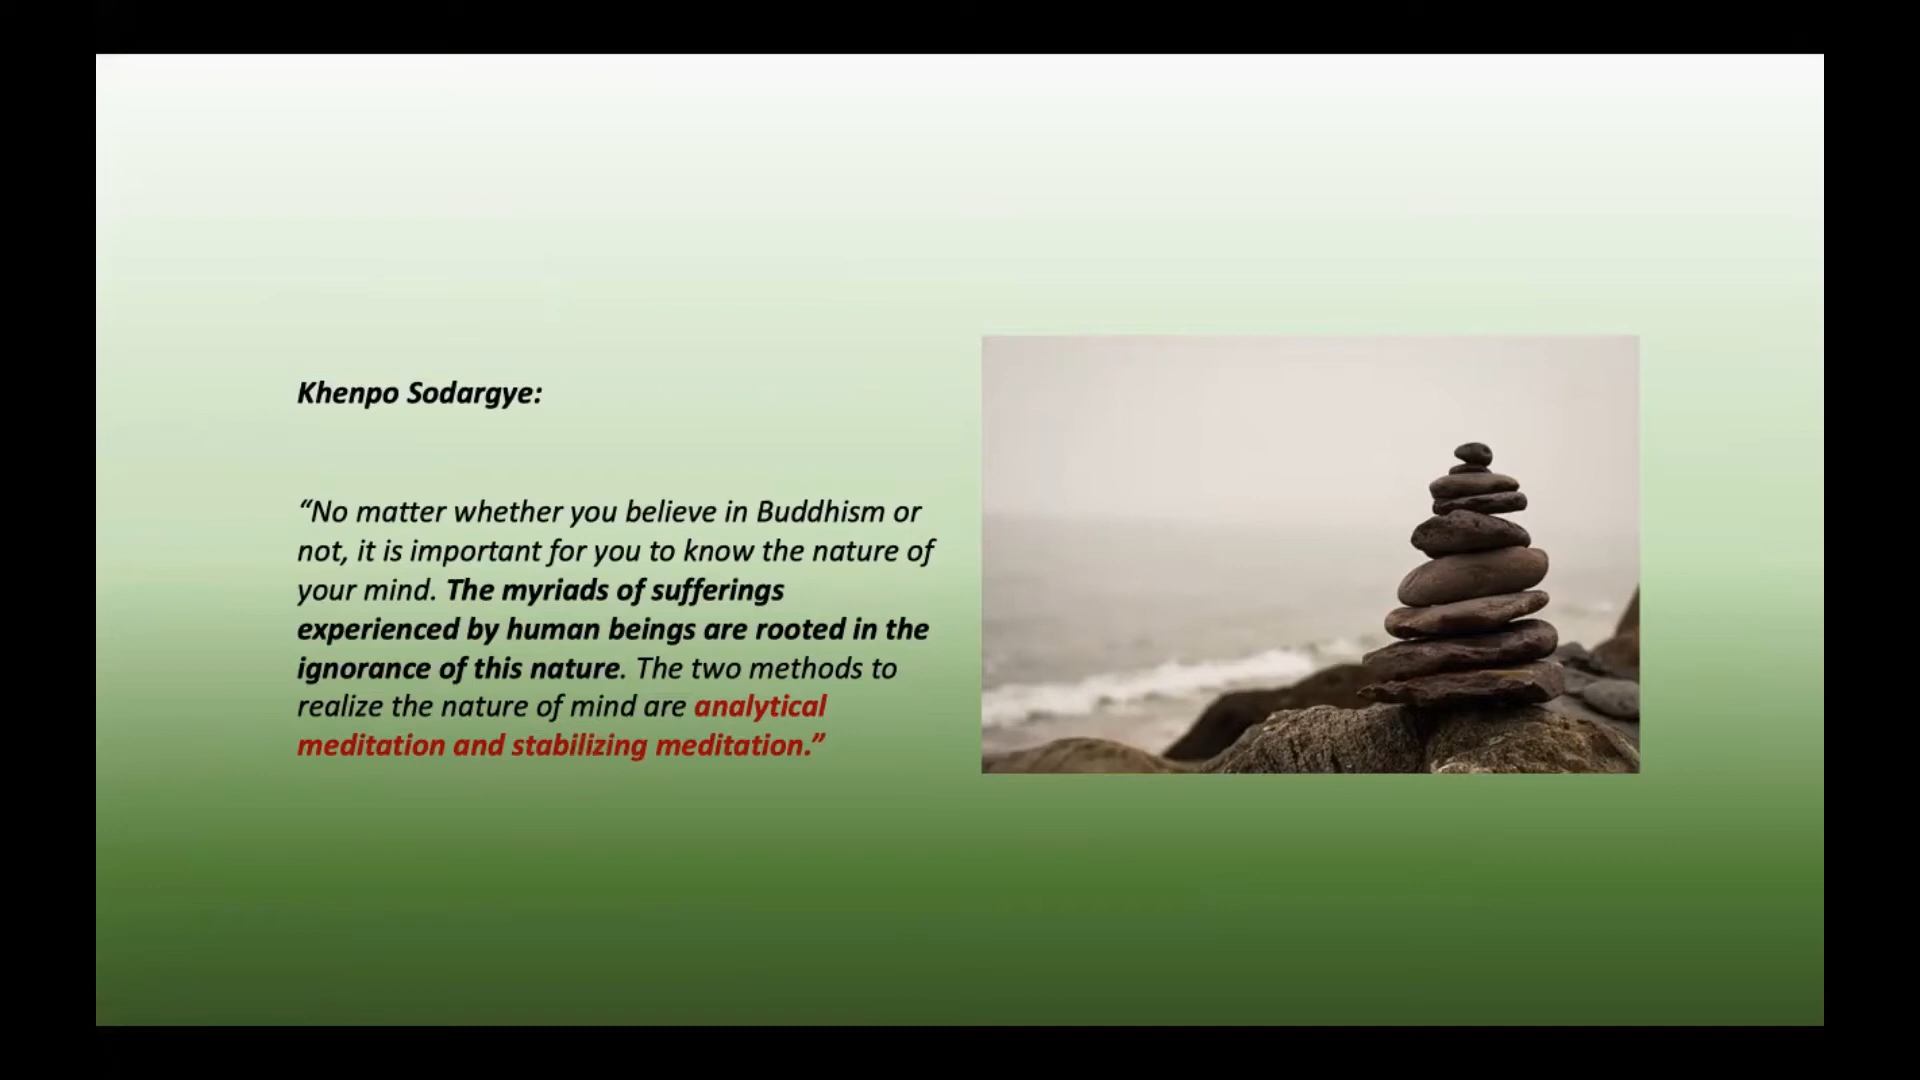 Khenpo Sodargye:
“No matter whether you believe in Buddhism or
not, it is important for you to know the nature of
your mind. The myriads of sufferings
experienced by human beings are rooted in the
ignorance of this nature. The two methods to
realize the nature of mind are analytical
meditation and stabilizing meditation.”